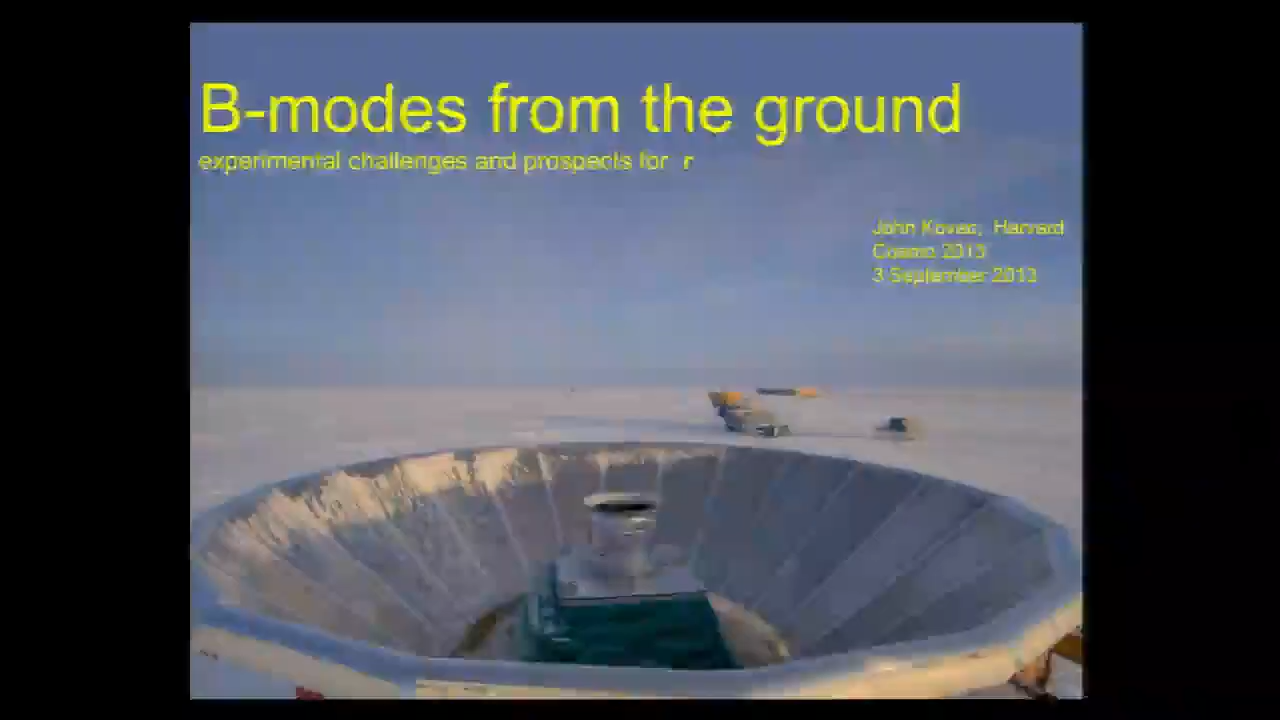 B-modes from the ground
experimental challenges and prospects for r
John Kovac, Harvard
Cosmo 2013
3 September 2013